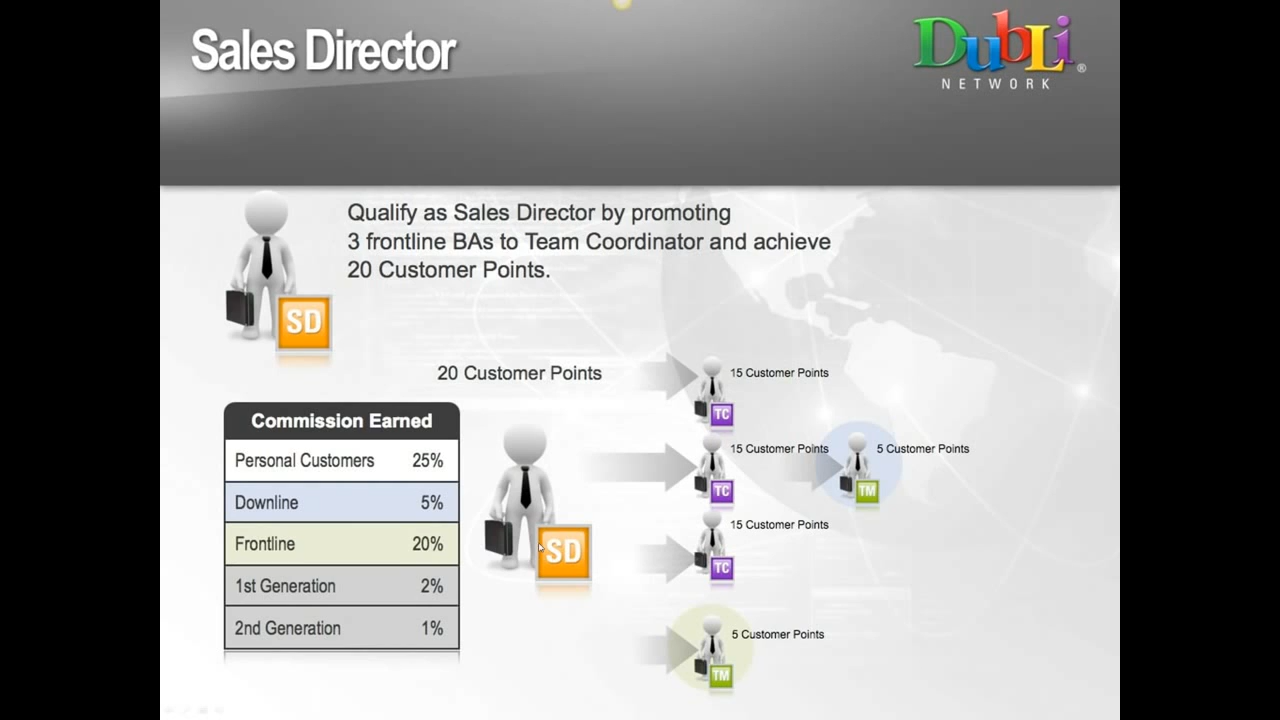 Sales Director
DubLi ®
NETWORK
Qualify as Sales Director by promoting
3 frontline BAs to Team Coordinator and achieve
20 Customer Points.
SD
20 Customer Points
15 Customer Points
TC
Commission Earned
Personal Customers 25%
Downline 5%
Frontline 20%
1st Generation 2%
2nd Generation 1%
SD
15 Customer Points
TC
5 Customer Points
TM
15 Customer Points
TC
5 Customer Points
TM